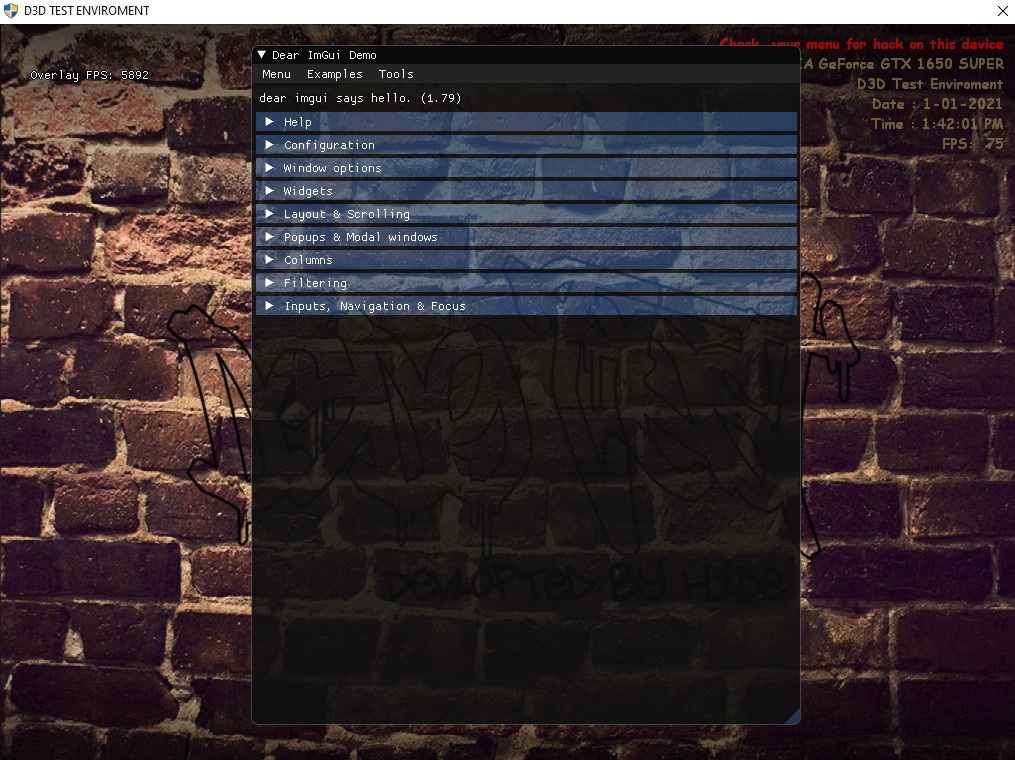 D3D TEST ENVIROMENT
Check your menu for hack on this device
A GeForce GTX 1650 SUPER
D3D Test Enviroment
Date : 1-01-2021
Time : 1:42:01 PM
FPS: 75
Overlay FPS: 5892
Dear ImGui Demo
Menu Examples Tools
dear imgui says hello. (1.79)
Help
Configuration
Window options
Widgets
Layout & Scrolling
Popups & Modal windows
Columns
Filtering
Inputs, Navigation & Focus
DEVLOPTED BY H1DE